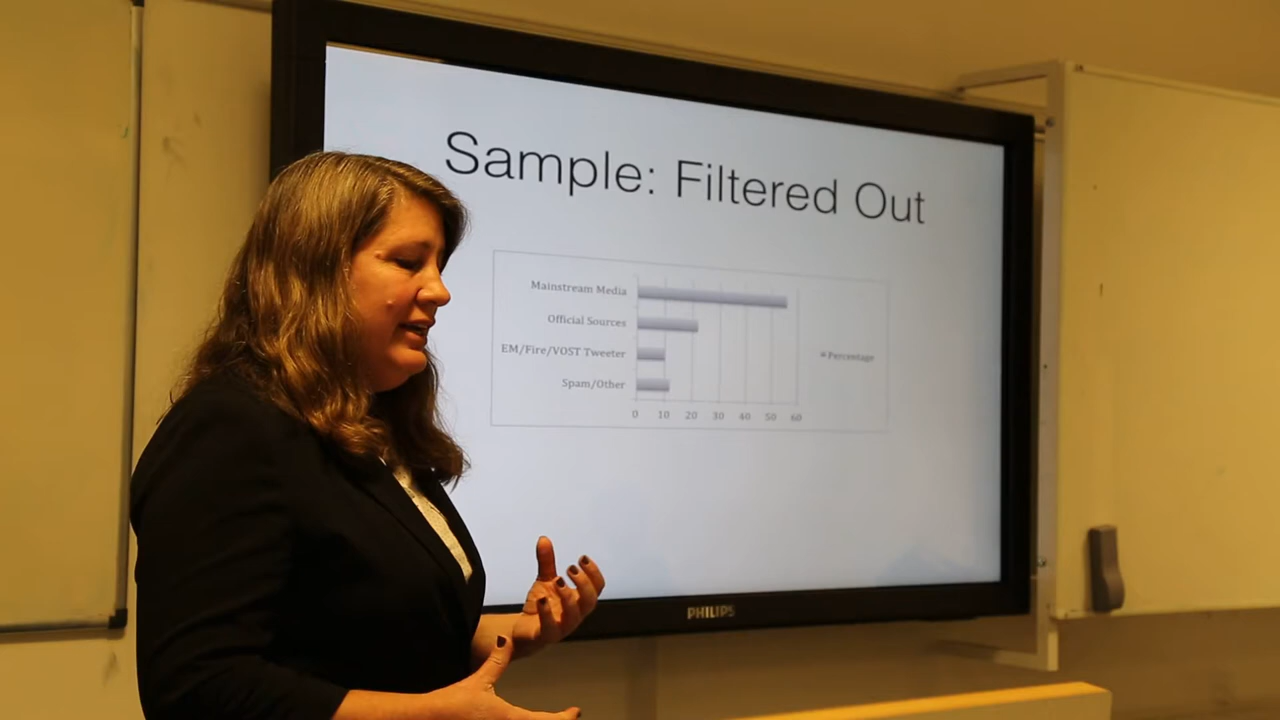 Sample: Filtered Out
Mainstream Media
Official Sources
EM/Fire/VOST Tweeter
Spam/Other
Percentage
0 10 20 30 40 50 60
PHILIPS